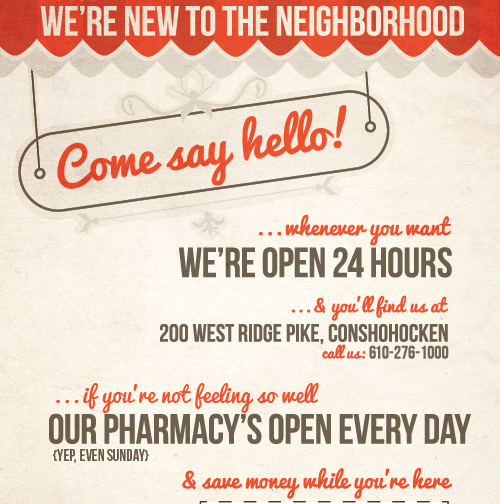 WE'RE NEW TO THE NEIGHBORHOOD
Come say hello!
...whenever you want
WE'RE OPEN 24 HOURS
...& you'll find us at
200 WEST RIDGE PIKE, CONSHOHOCKEN
call us: 610-276-1000
...if you're not feeling so well
OUR PHARMACY'S OPEN EVERY DAY
{YEP, EVEN SUNDAY}
& save money while you're here